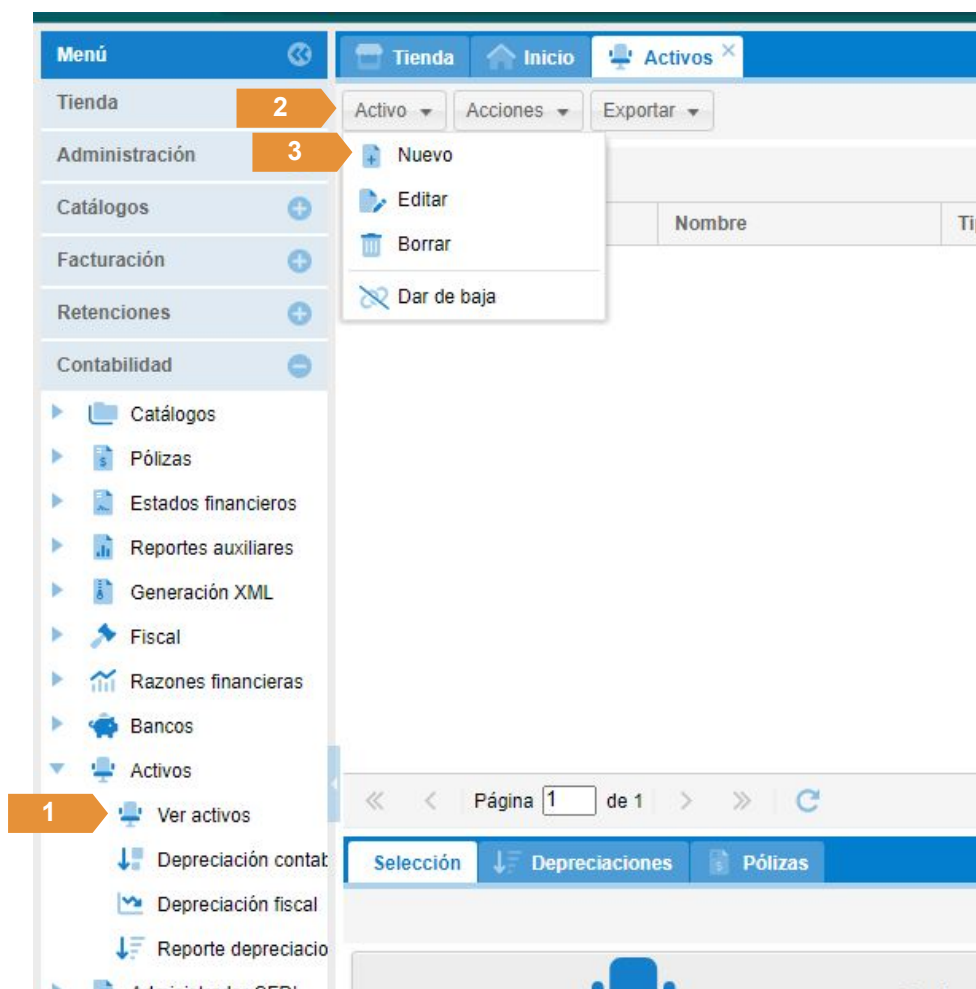 Menú
Tienda
Inicio
Activos
Tienda
2
Activo
Acciones
Exportar
Administración
3
Nuevo
Catálogos
Editar
Nombre
Facturación
Borrar
Retenciones
Dar de baja
Contabilidad
Catálogos
Pólizas
Estados financieros
Reportes auxiliares
Generación XML
Fiscal
Razones financieras
Bancos
Activos
1
Ver activos
Página 1 de 1
Depreciación contab
Selección
Depreciaciones
Pólizas
Depreciación fiscal
Reporte depreciacio